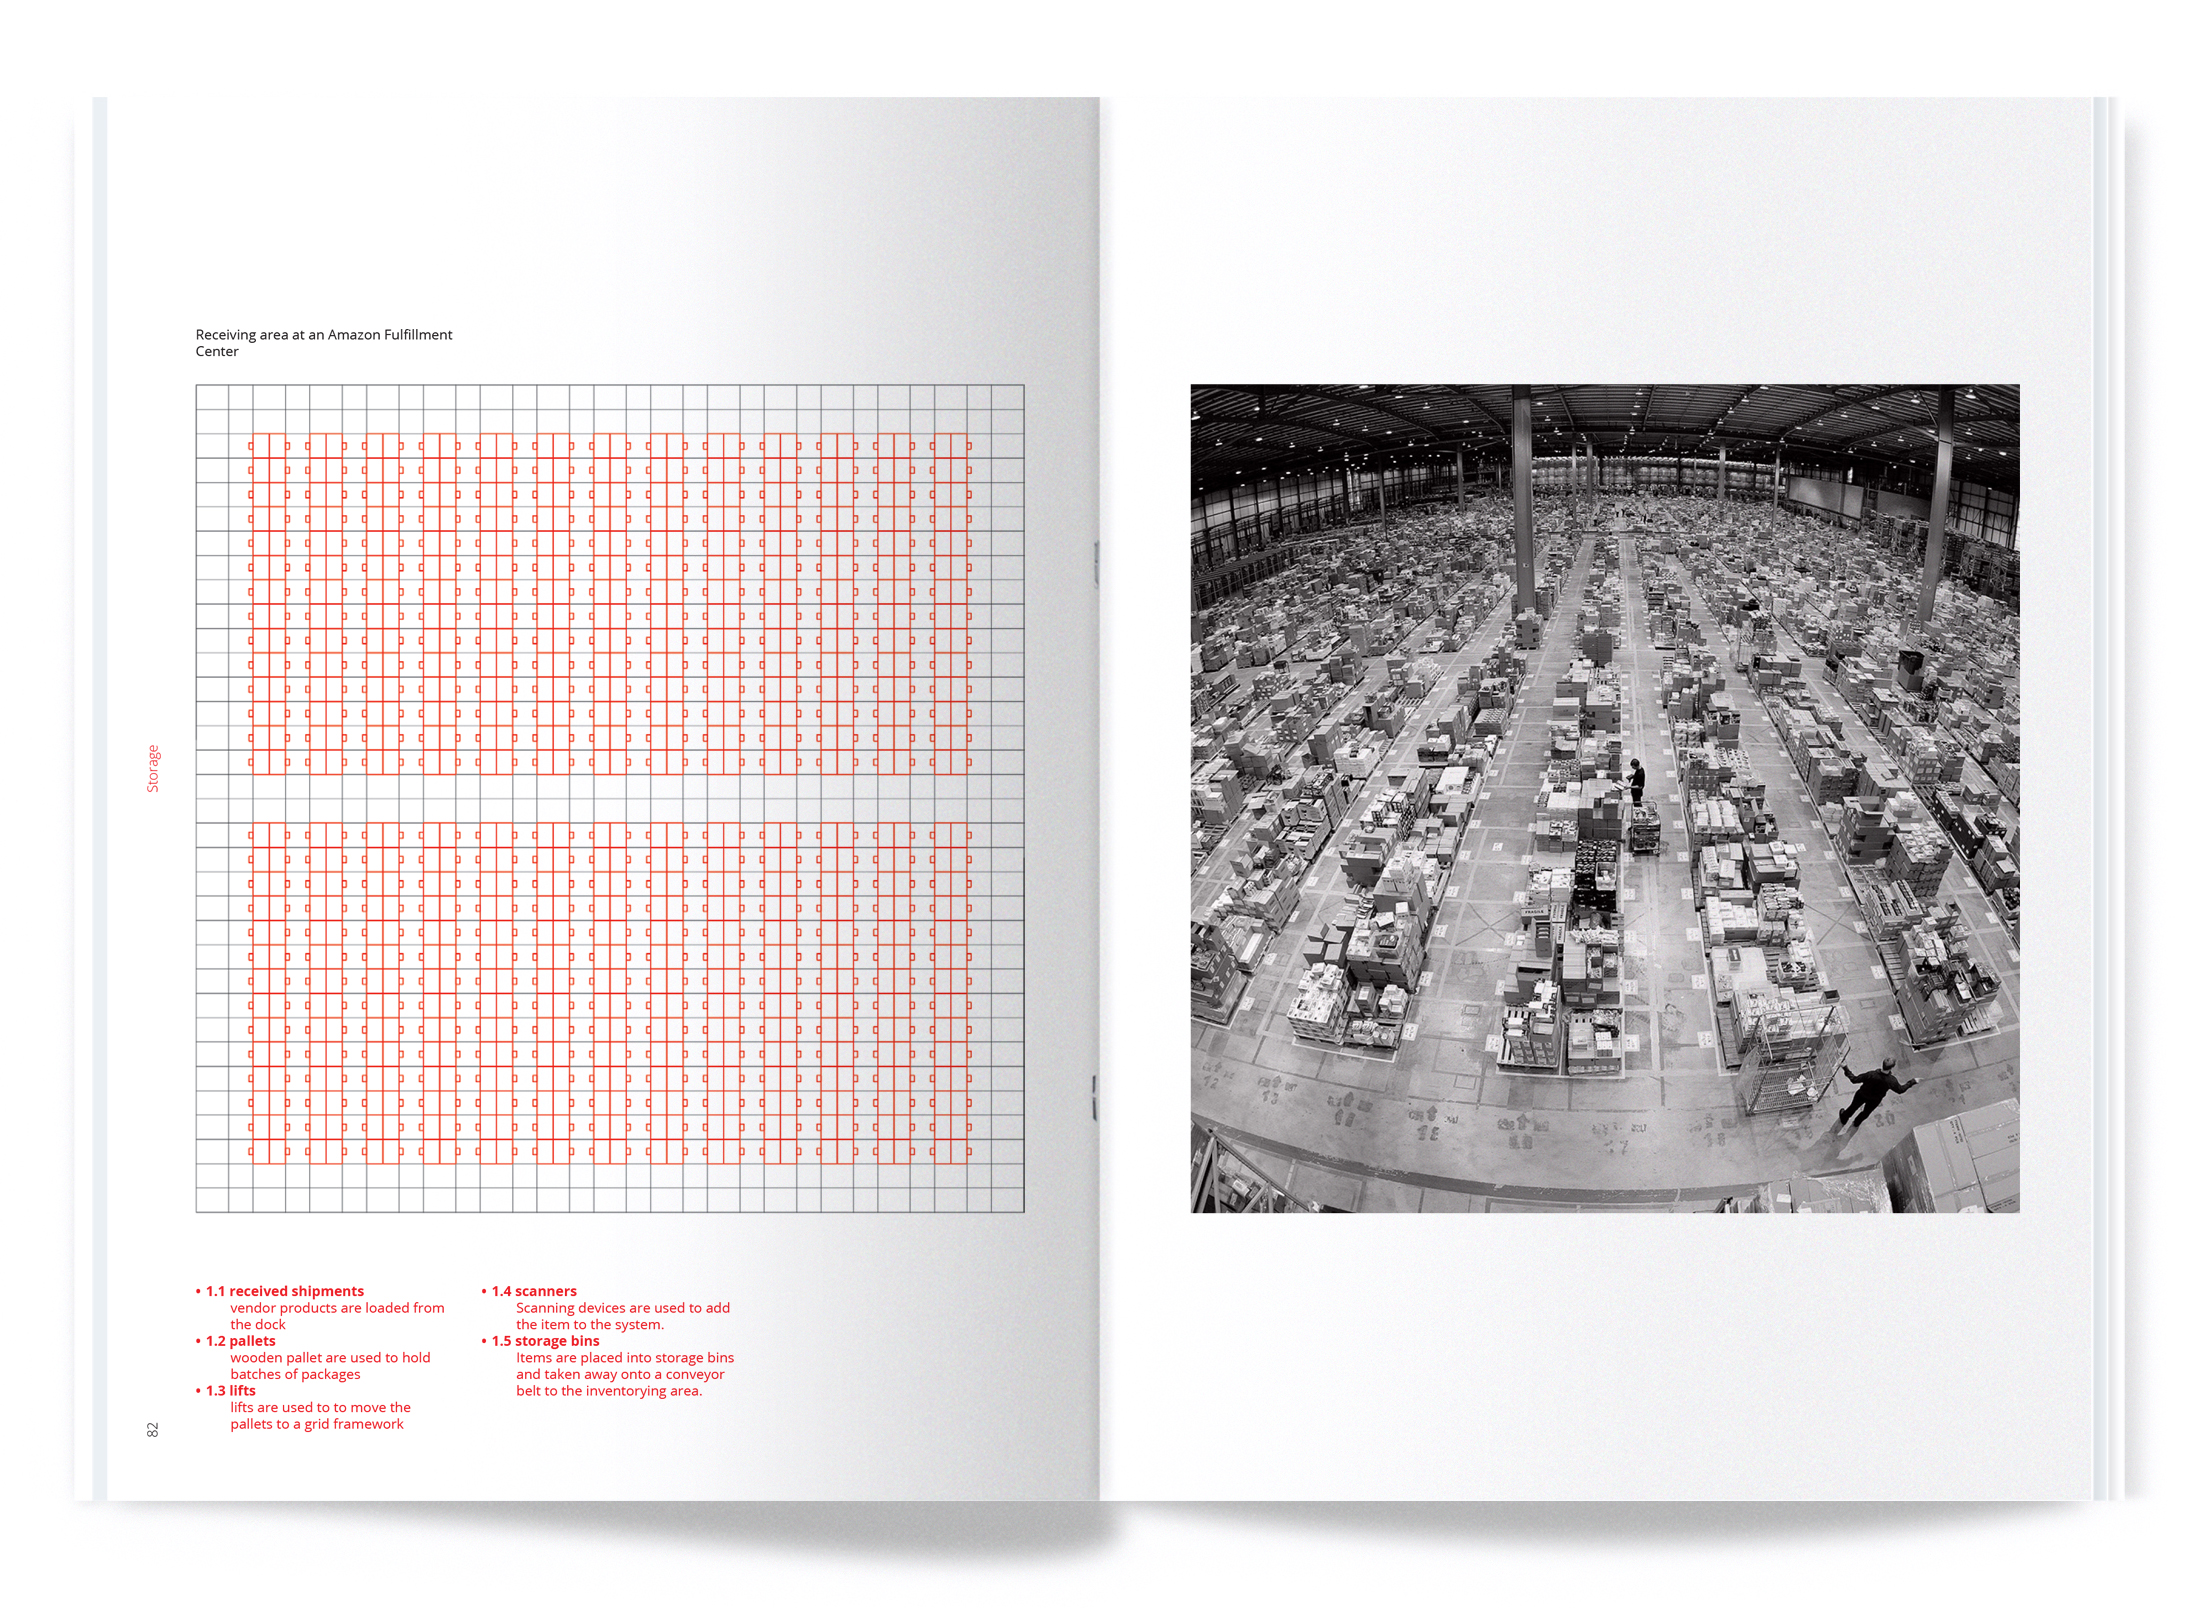 Receiving area at an Amazon Fulfillment
Center
Storage
• 1.1 received shipments
vendor products are loaded from
the dock
• 1.2 pallets
wooden pallet are used to hold
batches of packages
• 1.3 lifts
lifts are used to to move the
pallets to a grid framework
• 1.4 scanners
Scanning devices are used to add
the item to the system.
• 1.5 storage bins
Items are placed into storage bins
and taken away onto a conveyor
belt to the inventorying area.
82
FRAGILE